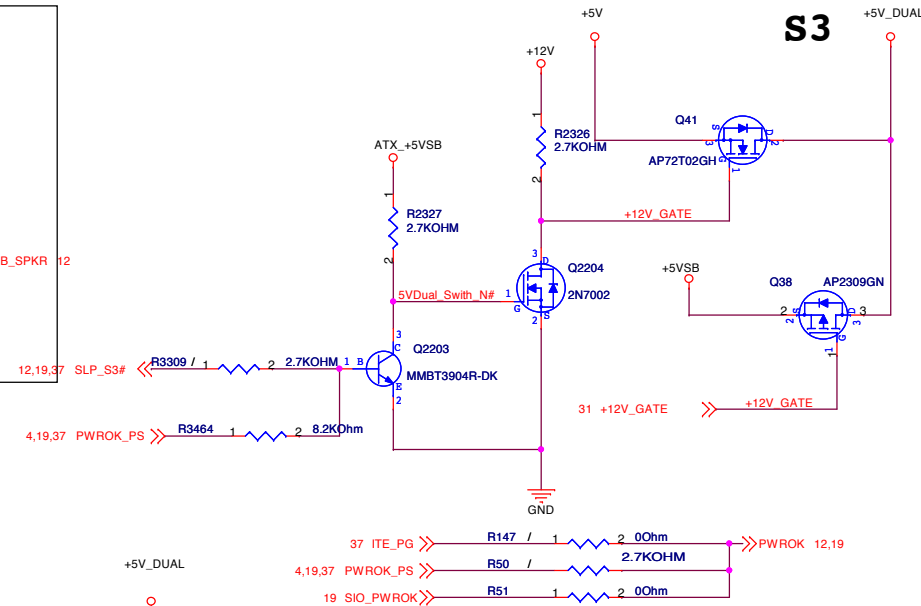 +5V
S3
+5V_DUAL
+12V
Q41
1
R2326
2.7KOHM
2
S
3
G
1
D
2
AP72T02GH
ATX_+5VSB
1
R2327
2.7KOHM
2
+12V_GATE
B_SPKR 12
3
D
Q2204
2N7002
5VDual_Swith_N#
1
G
S
2
+5VSB
Q38
AP2309GN
2
S
2
D
3
3
G
1
3
C
Q2203
MMBT3904R-DK
12,19,37 SLP_S3#
R3309 /
1
2
2.7KOHM
1
B
E
2
31 +12V_GATE
+12V_GATE
4,19,37 PWROK_PS
R3464
1
2
8.2KOhm
GND
37 ITE_PG
R147 /
1
2
0Ohm
PWROK 12,19
4,19,37 PWROK_PS
R50 /
1
2.7KOHM
19 SIO_PWROK
R51
1
2
0Ohm
+5V_DUAL